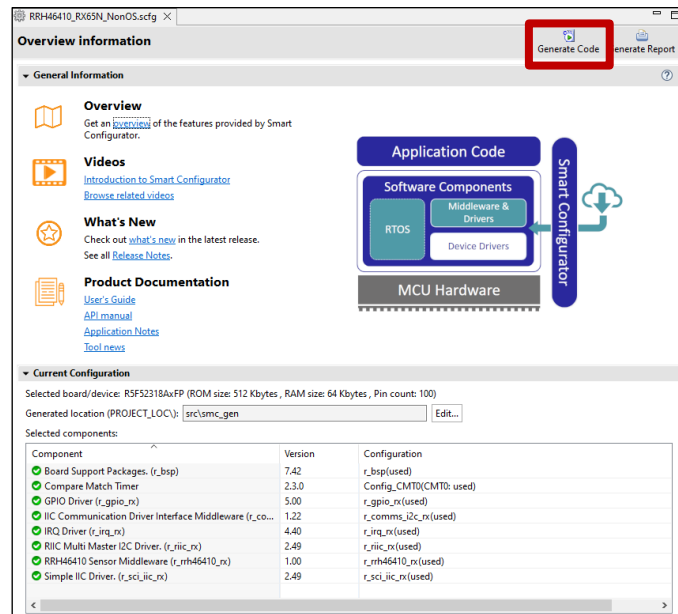 RRH46410_RX65N_NonOS.scfg
Overview information
Generate Code
enerate Report
General Information
Overview
Get an overview of the features provided by Smart
Configurator.
Videos
Introduction to Smart Configurator
Browse related videos
What's New
Check out what's new in the latest release.
See all Release Notes.
Product Documentation
User's Guide
API manual
Application Notes
Tool news
Application Code
Software Components
RTOS
Middleware &
Drivers
Device Drivers
MCU Hardware
Smart Configurator
Current Configuration
Selected board/device: R5F52318AxFP (ROM size: 512 Kbytes , RAM size: 64 Kbytes , Pin count: 100)
Generated location (PROJECT_LOC\): src\smc_gen Edit...
Selected components:
Component Version Configuration
Board Support Packages. (r_bsp) 7.42 r_bsp(used)
Compare Match Timer 2.3.0 Config_CMT0(CMT0: used)
GPIO Driver (r_gpio_rx) 5.00 r_gpio_rx(used)
IIC Communication Driver Interface Middleware (r_co... 1.22 r_comms_i2c_rx(used)
IRQ Driver (r_irq_rx) 4.40 r_irq_rx(used)
RIIC Multi Master I2C Driver. (r_riic_rx) 2.49 r_riic_rx(used)
RRH46410 Sensor Middleware (r_rrh46410_rx) 1.00 r_rrh46410_rx(used)
Simple IIC Driver. (r_sci_iic_rx) 2.49 r_sci_iic_rx(used)